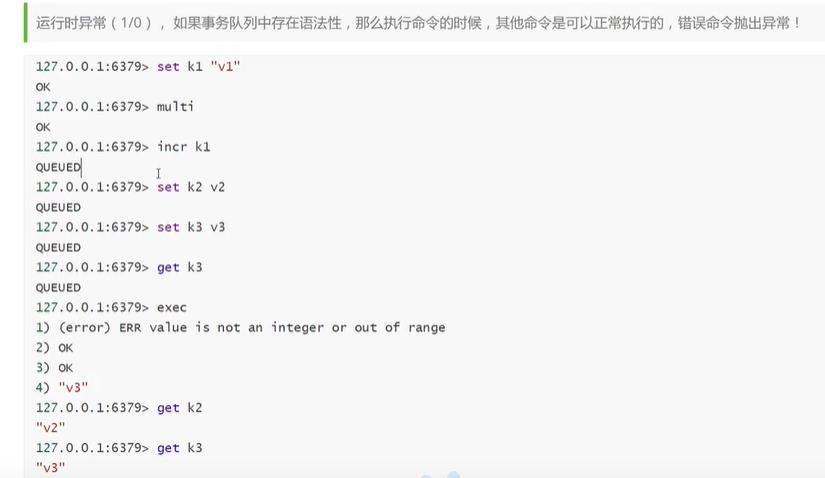 运行时异常（1/0），如果事务队列中存在语法性，那么执行命令的时候，其他命令是可以正常执行的，错误命令抛出异常！
127.0.0.1:6379> set k1 "v1"
OK
127.0.0.1:6379> multi
OK
127.0.0.1:6379> incr k1
QUEUED
127.0.0.1:6379> set k2 v2
QUEUED
127.0.0.1:6379> set k3 v3
QUEUED
127.0.0.1:6379> get k3
QUEUED
127.0.0.1:6379> exec
1) (error) ERR value is not an integer or out of range
2) OK
3) OK
4) "v3"
127.0.0.1:6379> get k2
"v2"
127.0.0.1:6379> get k3
"v3"